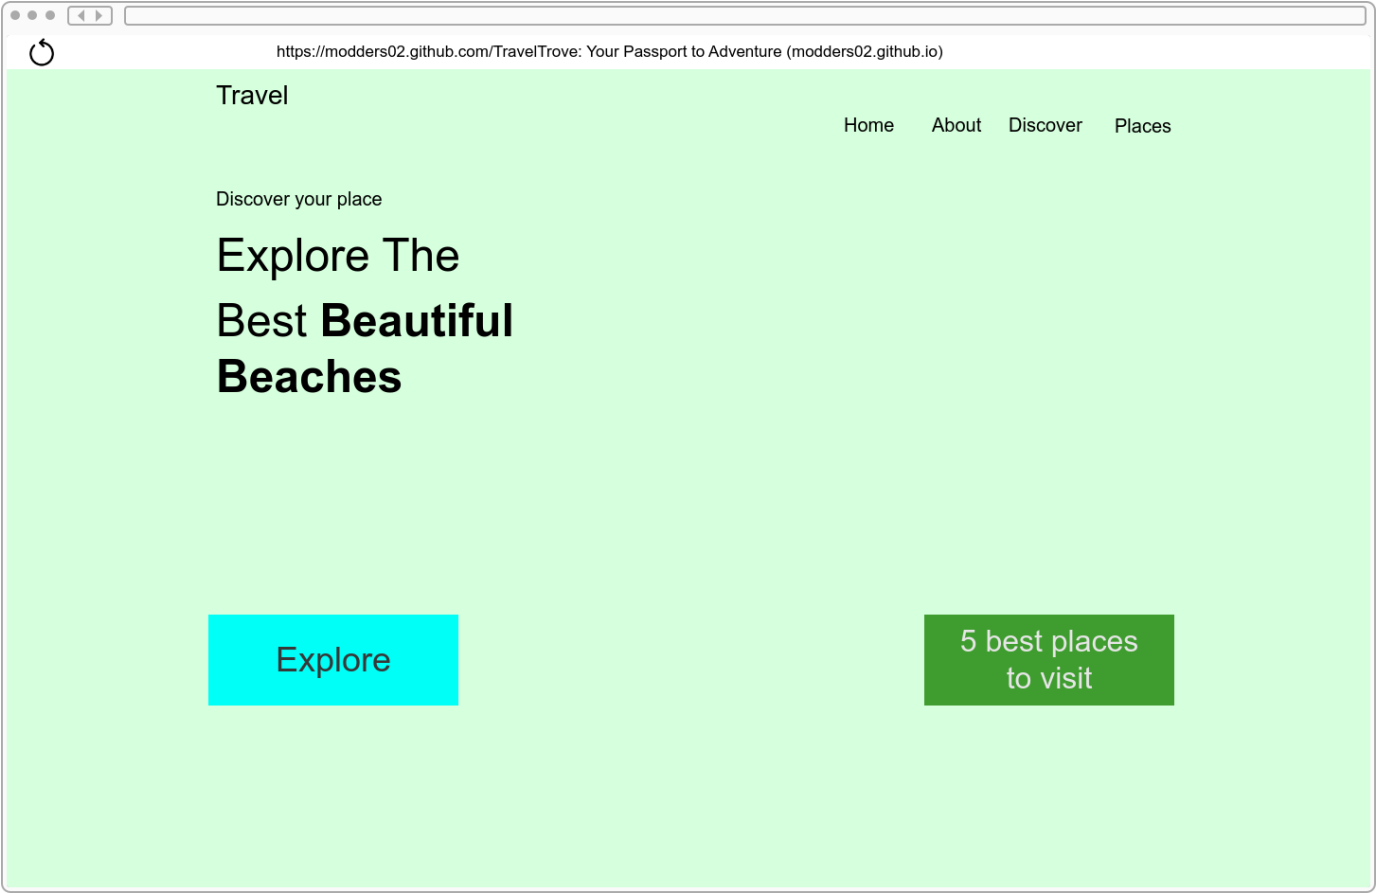 https://modders02.github.com/TravelTrove: Your Passport to Adventure (modders02.github.io)
Travel
Home About Discover Places
Discover your place
Explore The
Best Beautiful
Beaches
Explore
5 best places
to visit